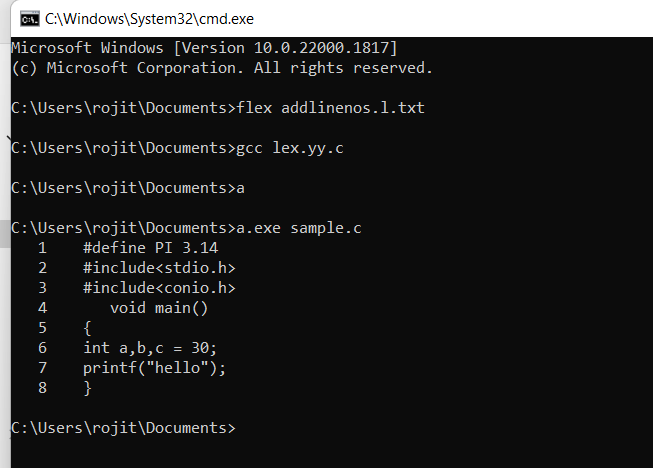 C:\Windows\System32\cmd.exe
Microsoft Windows [Version 10.0.22000.1817]
(c) Microsoft Corporation. All rights reserved.
C:\Users\rojit\Documents>flex addlinenos.l.txt
C:\Users\rojit\Documents>gcc lex.yy.c
C:\Users\rojit\Documents>a
C:\Users\rojit\Documents>a.exe sample.c
1    #define PI 3.14
2    #include<stdio.h>
3    #include<conio.h>
4       void main()
5    {
6    int a,b,c = 30;
7    printf("hello");
8    }
C:\Users\rojit\Documents>